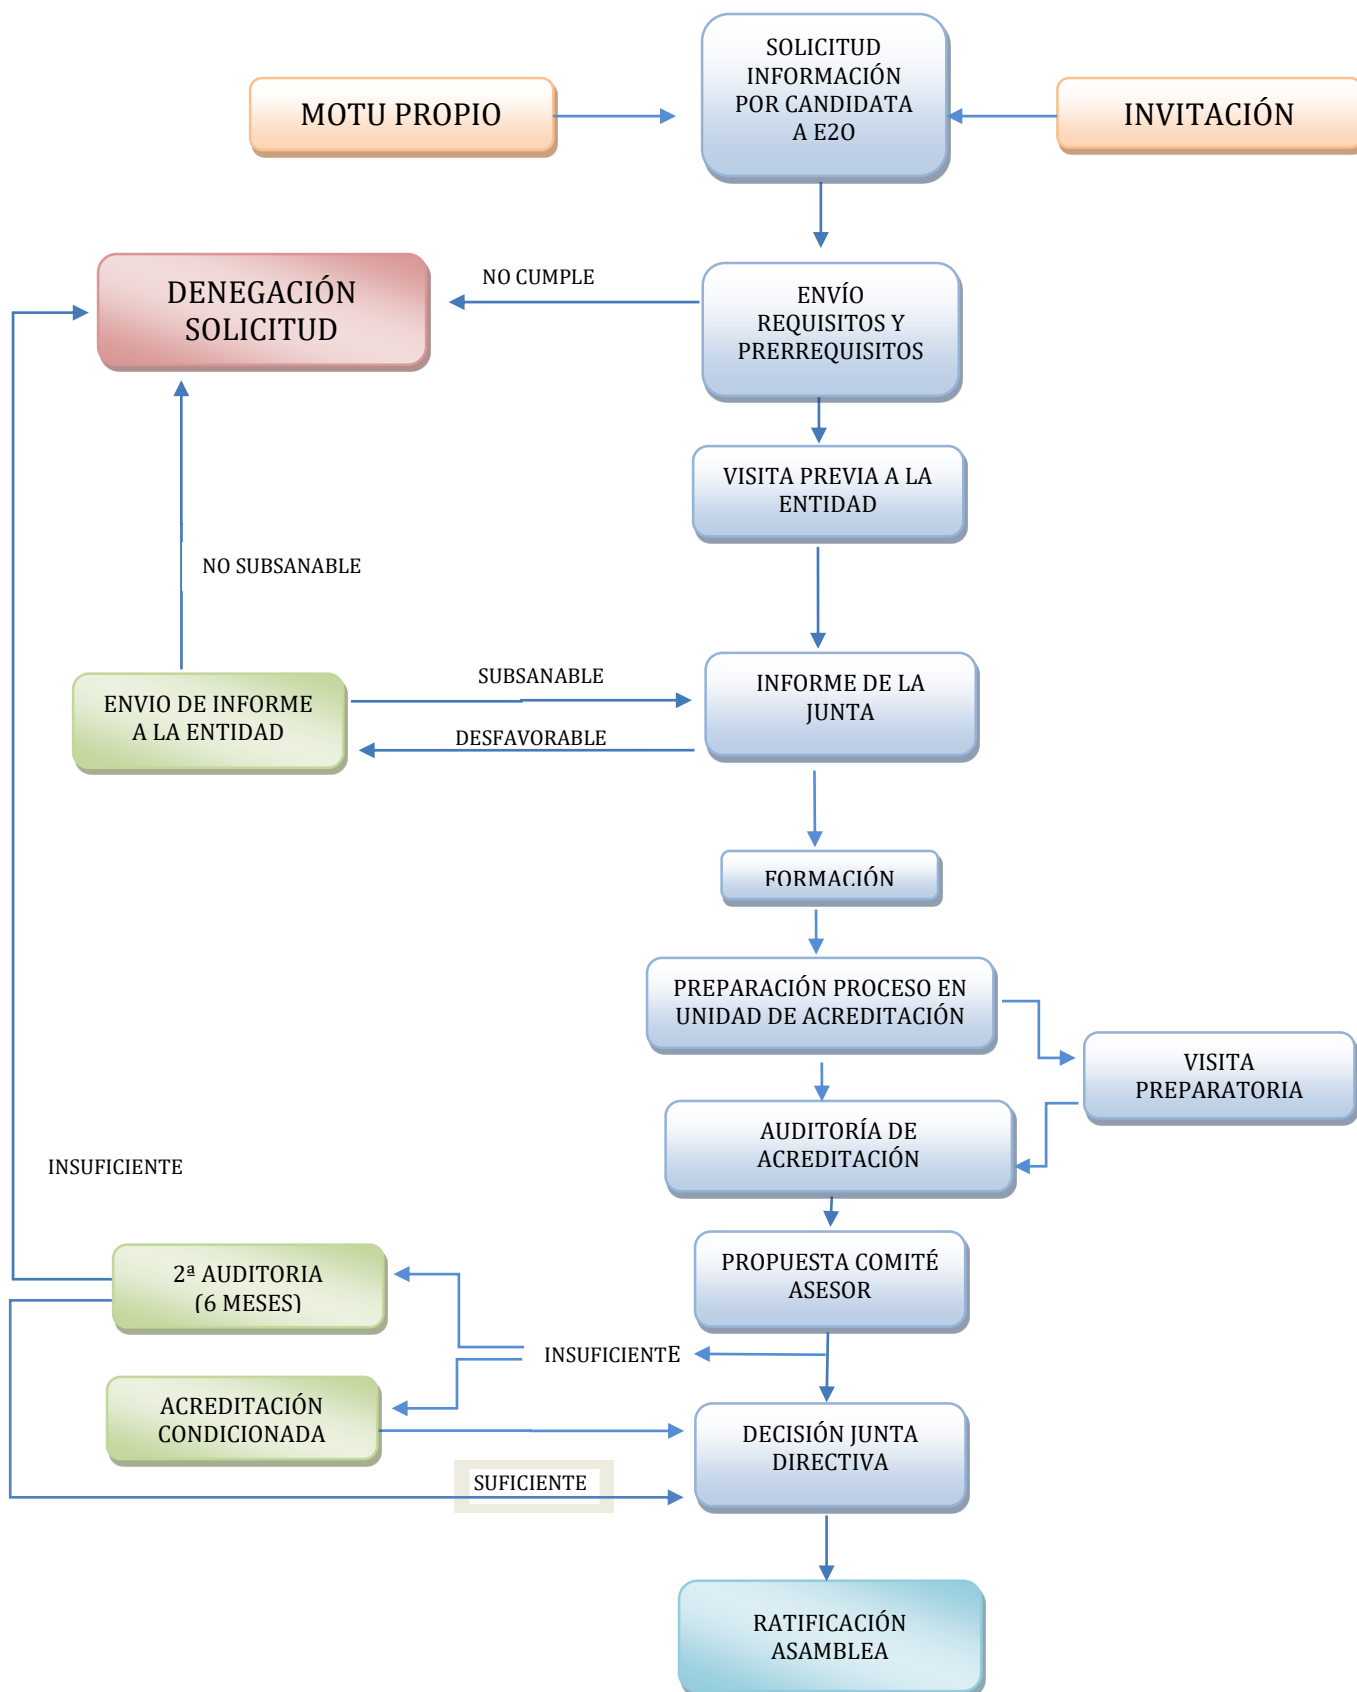 SOLICITUD
INFORMACIÓN
POR CANDIDATA
A E2O
MOTU PROPIO
INVITACIÓN
DENEGACIÓN
SOLICITUD
NO CUMPLE
ENVÍO
REQUISITOS Y
PRERREQUISITOS
VISITA PREVIA A LA
ENTIDAD
NO SUBSANABLE
ENVIO DE INFORME
A LA ENTIDAD
SUBSANABLE
DESFAVORABLE
INFORME DE LA
JUNTA
FORMACIÓN
PREPARACIÓN PROCESO EN
UNIDAD DE ACREDITACIÓN
VISITA
PREPARATORIA
AUDITORÍA DE
ACREDITACIÓN
INSUFICIENTE
2ª AUDITORIA
(6 MESES)
PROPUESTA COMITÉ
ASESOR
INSUFICIENTE
ACREDITACIÓN
CONDICIONADA
DECISIÓN JUNTA
DIRECTIVA
SUFICIENTE
RATIFICACIÓN
ASAMBLEA